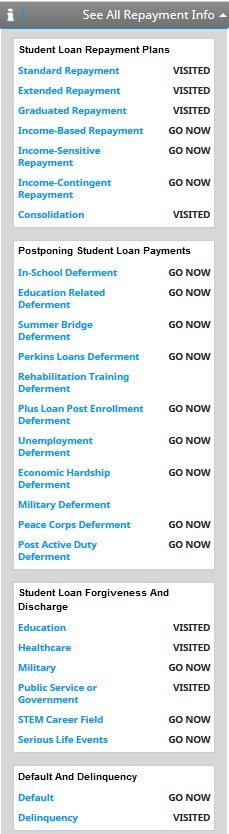 See All Repayment Info
Student Loan Repayment Plans
Standard Repayment VISITED
Extended Repayment VISITED
Graduated Repayment VISITED
Income-Based Repayment GO NOW
Income-Sensitive GO NOW
Repayment
Income-Contingent GO NOW
Repayment
Consolidation VISITED
Postponing Student Loan Payments
In-School Deferment GO NOW
Education Related GO NOW
Deferment
Summer Bridge GO NOW
Deferment
Perkins Loans Deferment GO NOW
Rehabilitation Training
Deferment
Plus Loan Post Enrollment GO NOW
Deferment
Unemployment GO NOW
Deferment
Economic Hardship GO NOW
Deferment
Military Deferment
Peace Corps Deferment GO NOW
Post Active Duty GO NOW
Deferment
Student Loan Forgiveness And
Discharge
Education VISITED
Healthcare VISITED
Military GO NOW
Public Service or VISITED
Government
STEM Career Field GO NOW
Serious Life Events GO NOW
Default And Delinquency
Default GO NOW
Delinquency VISITED